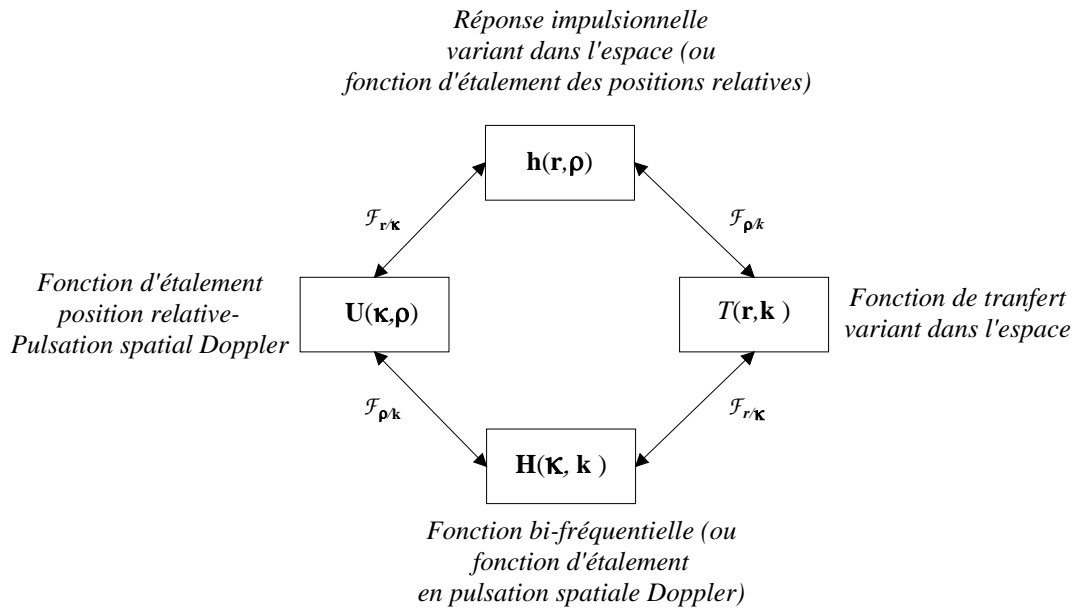 Réponse impulsionnelle
variant dans l'espace (ou
fonction d'étalement des positions relatives)
h(r,ρ)
ℱr/κ
ℱρ/k
Fonction d'étalement
position relative-
Pulsation spatial Doppler
U(κ,ρ)
T(r,k )
Fonction de tranfert
variant dans l'espace
ℱρ/k
ℱr/κ
H(κ, k )
Fonction bi-fréquentielle (ou
fonction d'étalement
en pulsation spatiale Doppler)